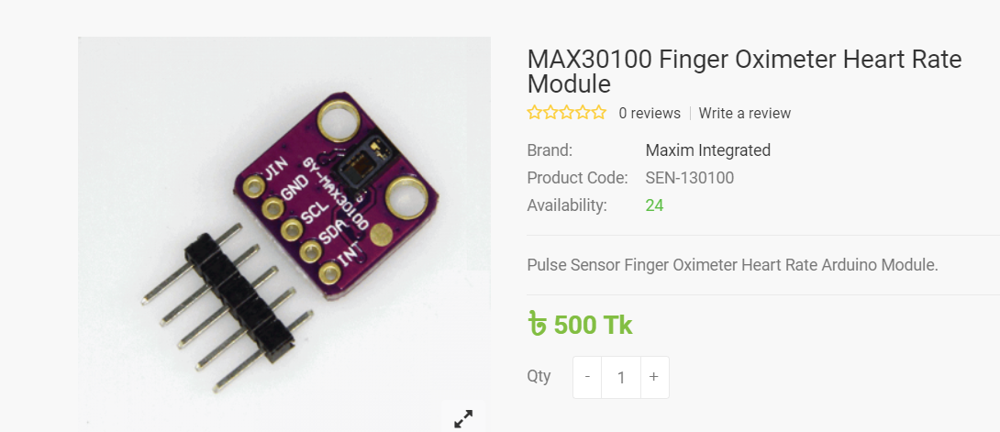 VIN
GND
SCL
SDA
INT
GY-MAX30100
MAX30100 Finger Oximeter Heart Rate
Module
0 reviews | Write a review
Brand: Maxim Integrated
Product Code: SEN-130100
Availability: 24
Pulse Sensor Finger Oximeter Heart Rate Arduino Module.
৳ 500 Tk
Qty - 1 +